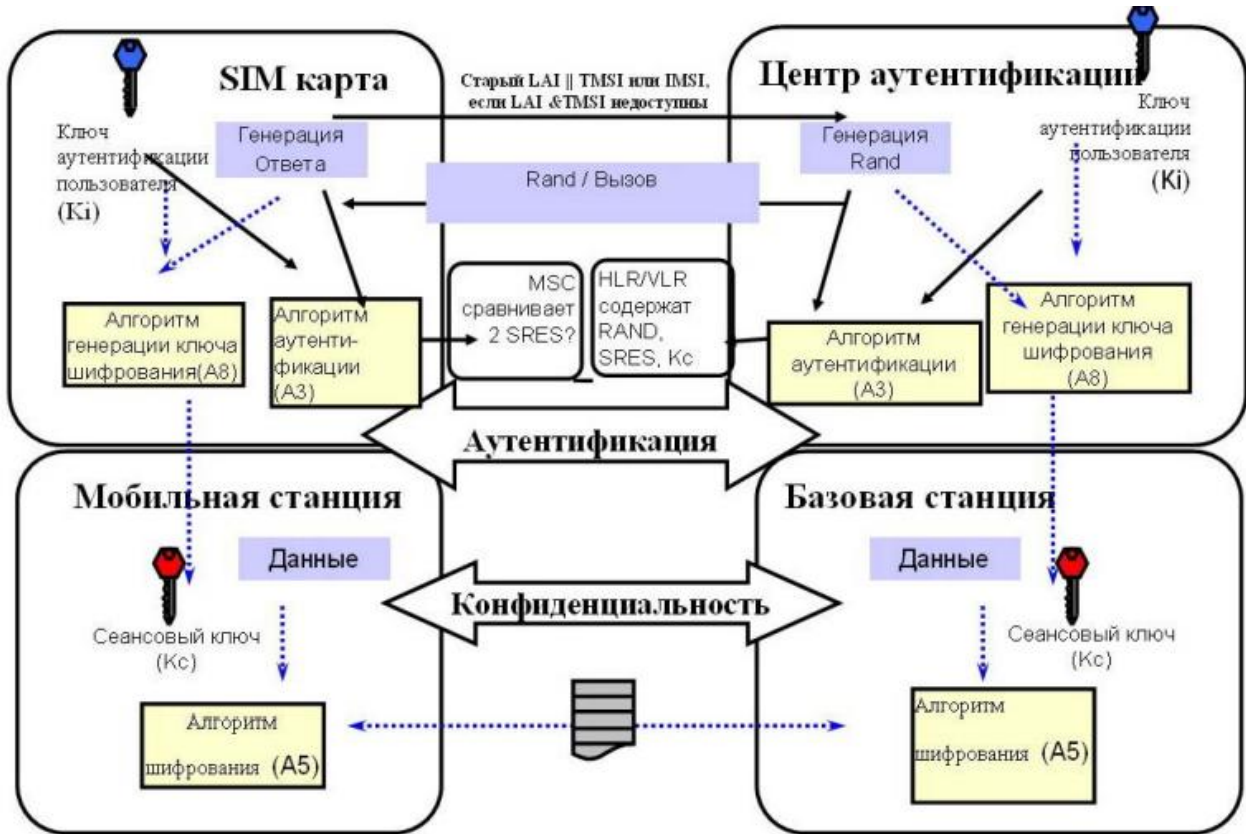 SIM карта
Старый LAI || TMSI или IMSI,
если LAI &TMSI недоступны
Центр аутентификации
Ключ
аутентификации
пользователя
(Ki)
Генерация
Ответа
Rand / Вызов
Генерация
Rand
Ключ
аутентификации
пользователя
(Ki)
Алгоритм
генерации ключа
шифрования(A8)
Алгоритм
аутенти-
фикации
(A3)
MSC
сравнивает
2 SRES?
HLR/VLR
содержат
RAND,
SRES, Kc
Алгоритм
аутентификации
(A3)
Алгоритм
генерации ключа
шифрования
(A8)
Аутентификация
Мобильная станция
Базовая станция
Данные
Сеансовый ключ
(Kc)
Конфиденциальность
Данные
Сеансовый ключ
(Kc)
Алгоритм
шифрования (A5)
Алгоритм
шифрования (A5)